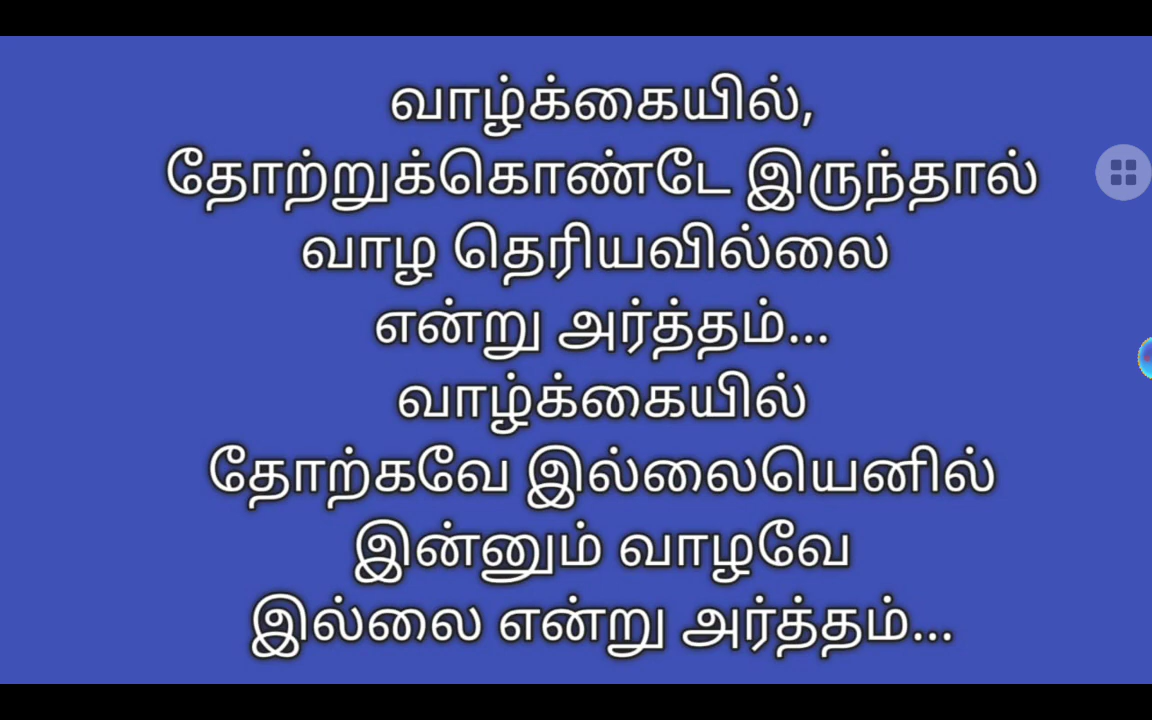 வாழ்க்கையில்,
தோற்றுக்கொண்டே இருந்தால்
வாழ தெரியவில்லை
என்று அர்த்தம்...
வாழ்க்கையில்
தோற்கவே இல்லையெனில்
இன்னும் வாழவே
இல்லை என்று அர்த்தம்...